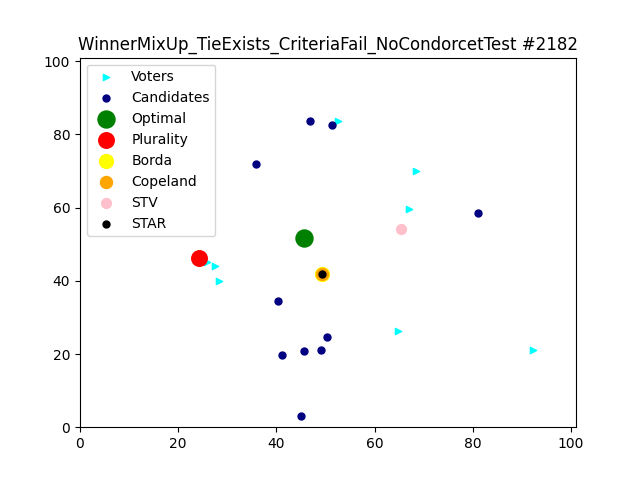 WinnerMixUp_TieExists_CriteriaFail_NoCondorcetTest #2182
Voters
Candidates
Optimal
Plurality
Borda
Copeland
STV
STAR
100
80
60
40
20
0
0 20 40 60 80 100